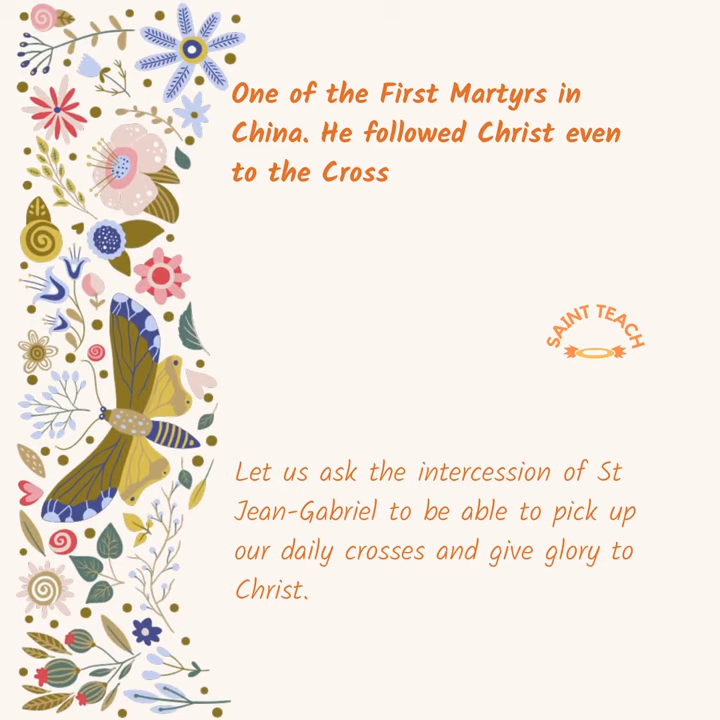 One of the First Martyrs in
China. He followed Christ even
to the Cross
SAINT TEACH
Let us ask the intercession of St
Jean-Gabriel to be able to pick up
our daily crosses and give glory to
Christ.